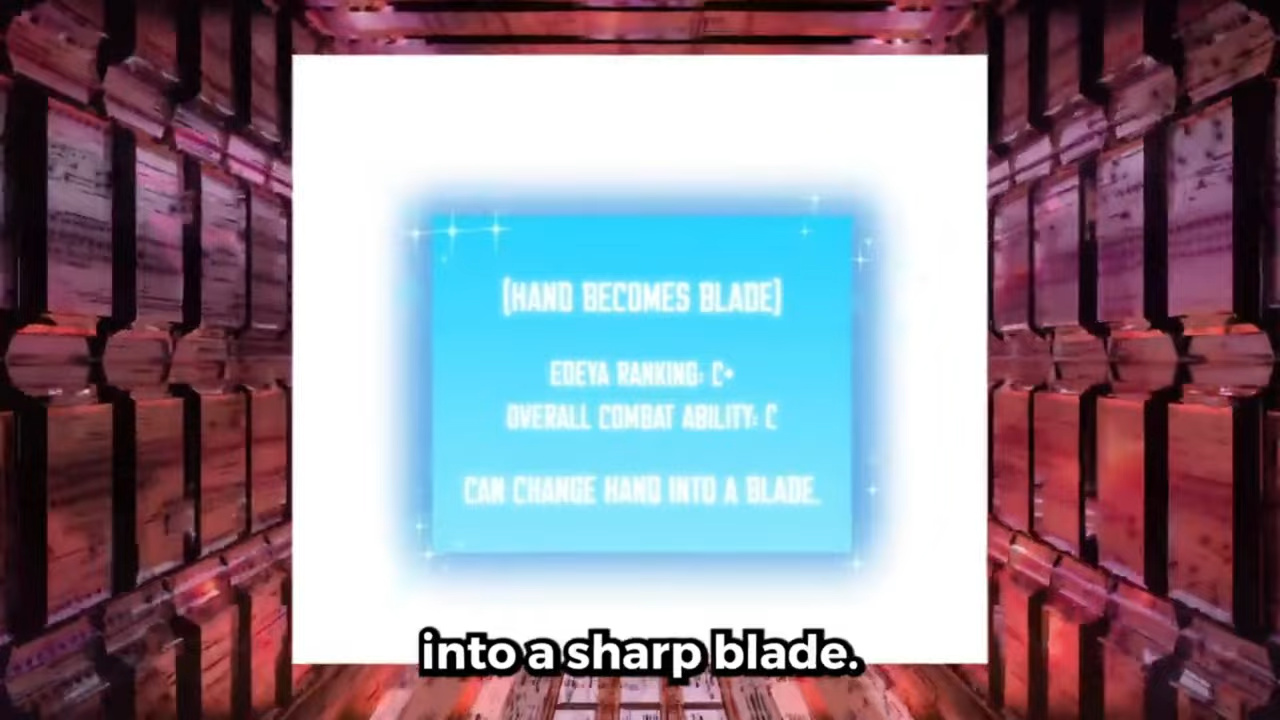 [HAND BECOMES BLADE]
EDEYA RANKING: C+
OVERALL COMBAT ABILITY: C
CAN CHANGE HAND INTO A BLADE.
into a sharp blade.